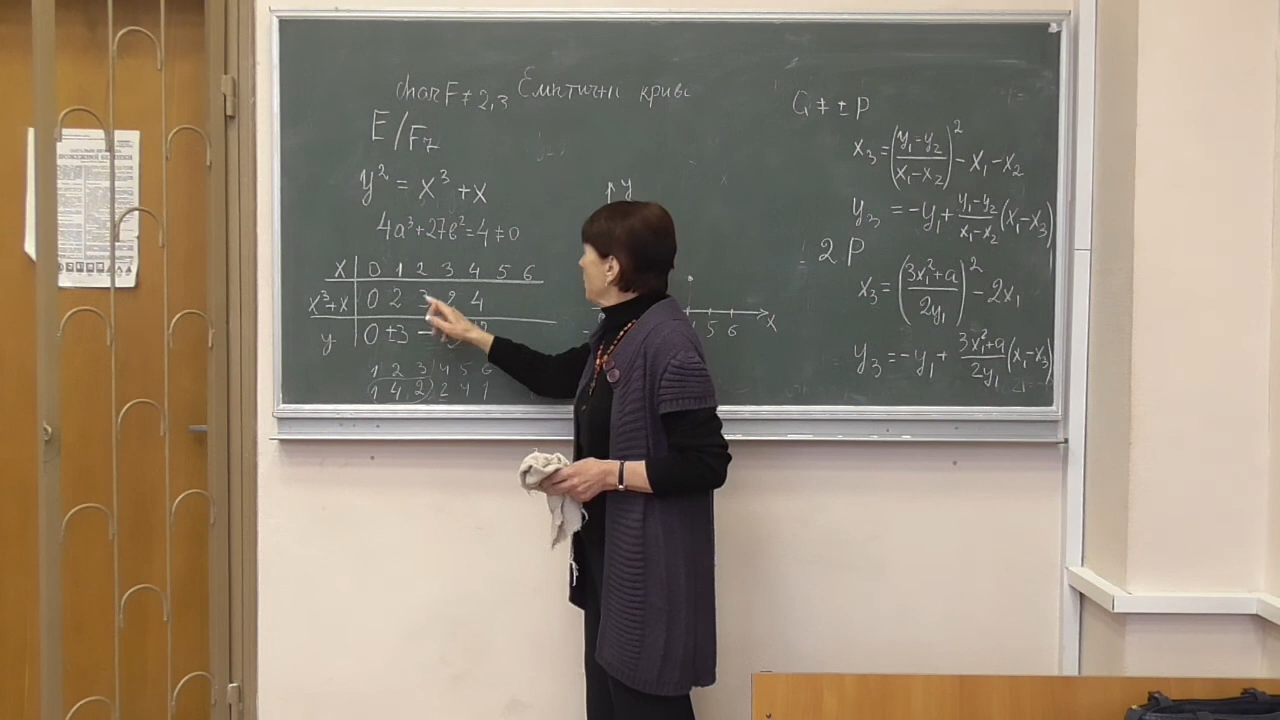 char F ≠ 2,3 Еліптичні криві
E/F₇
y² = x³ + x
4a³+27b²=4≠0
x | 0 1 2 3 4 5 6
x³+x | 0 2 3 2 4
y | 0 ±3 –
1 2 3 4 5 6
1 4 2 2 4 1
y
4 5 6 x
Q ≠ ± P
x₃ = ((y₁-y₂)/(x₁-x₂))² - x₁ - x₂
y₃ = -y₁ + (y₁-y₂)/(x₁-x₂) (x₁-x₃)
2P
x₃ = ((3x₁²+a)/(2y₁))² - 2x₁
y₃ = -y₁ + (3x₁²+a)/(2y₁) (x₁-x₃)